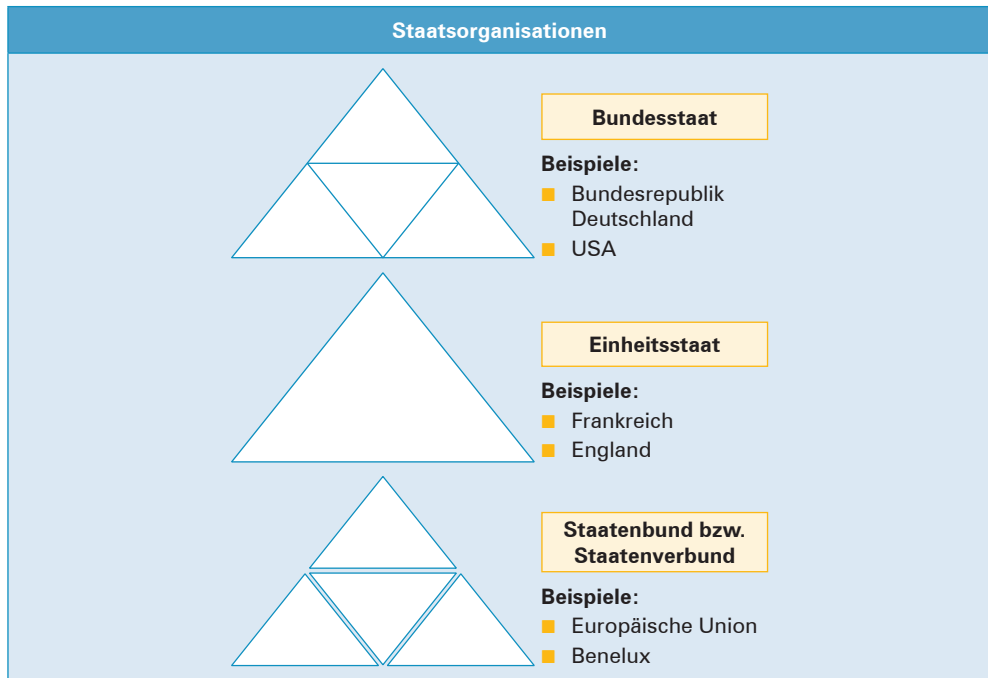 Staatsorganisationen
Bundesstaat
Beispiele:
Bundesrepublik
Deutschland
USA
Einheitsstaat
Beispiele:
Frankreich
England
Staatenbund bzw.
Staatenverbund
Beispiele:
Europäische Union
Benelux